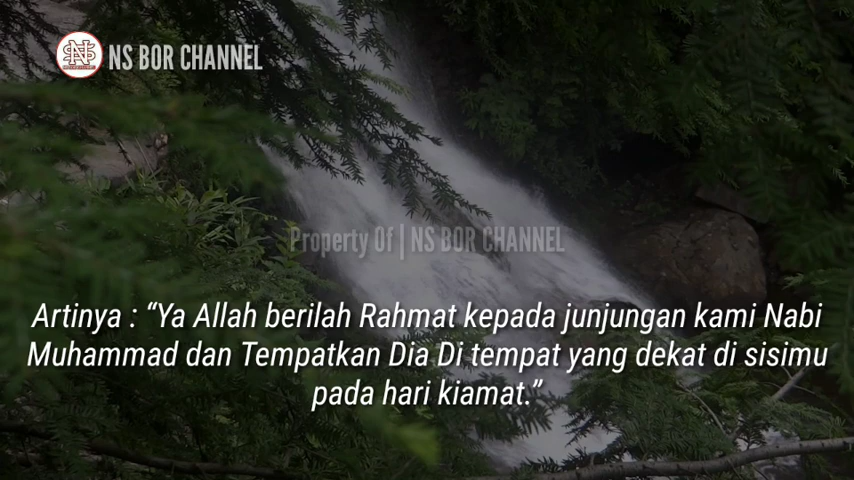 NS BOR CHANNEL
Property Of | NS BOR CHANNEL
Artinya : “Ya Allah berilah Rahmat kepada junjungan kami Nabi
Muhammad dan Tempatkan Dia Di tempat yang dekat di sisimu
pada hari kiamat.”